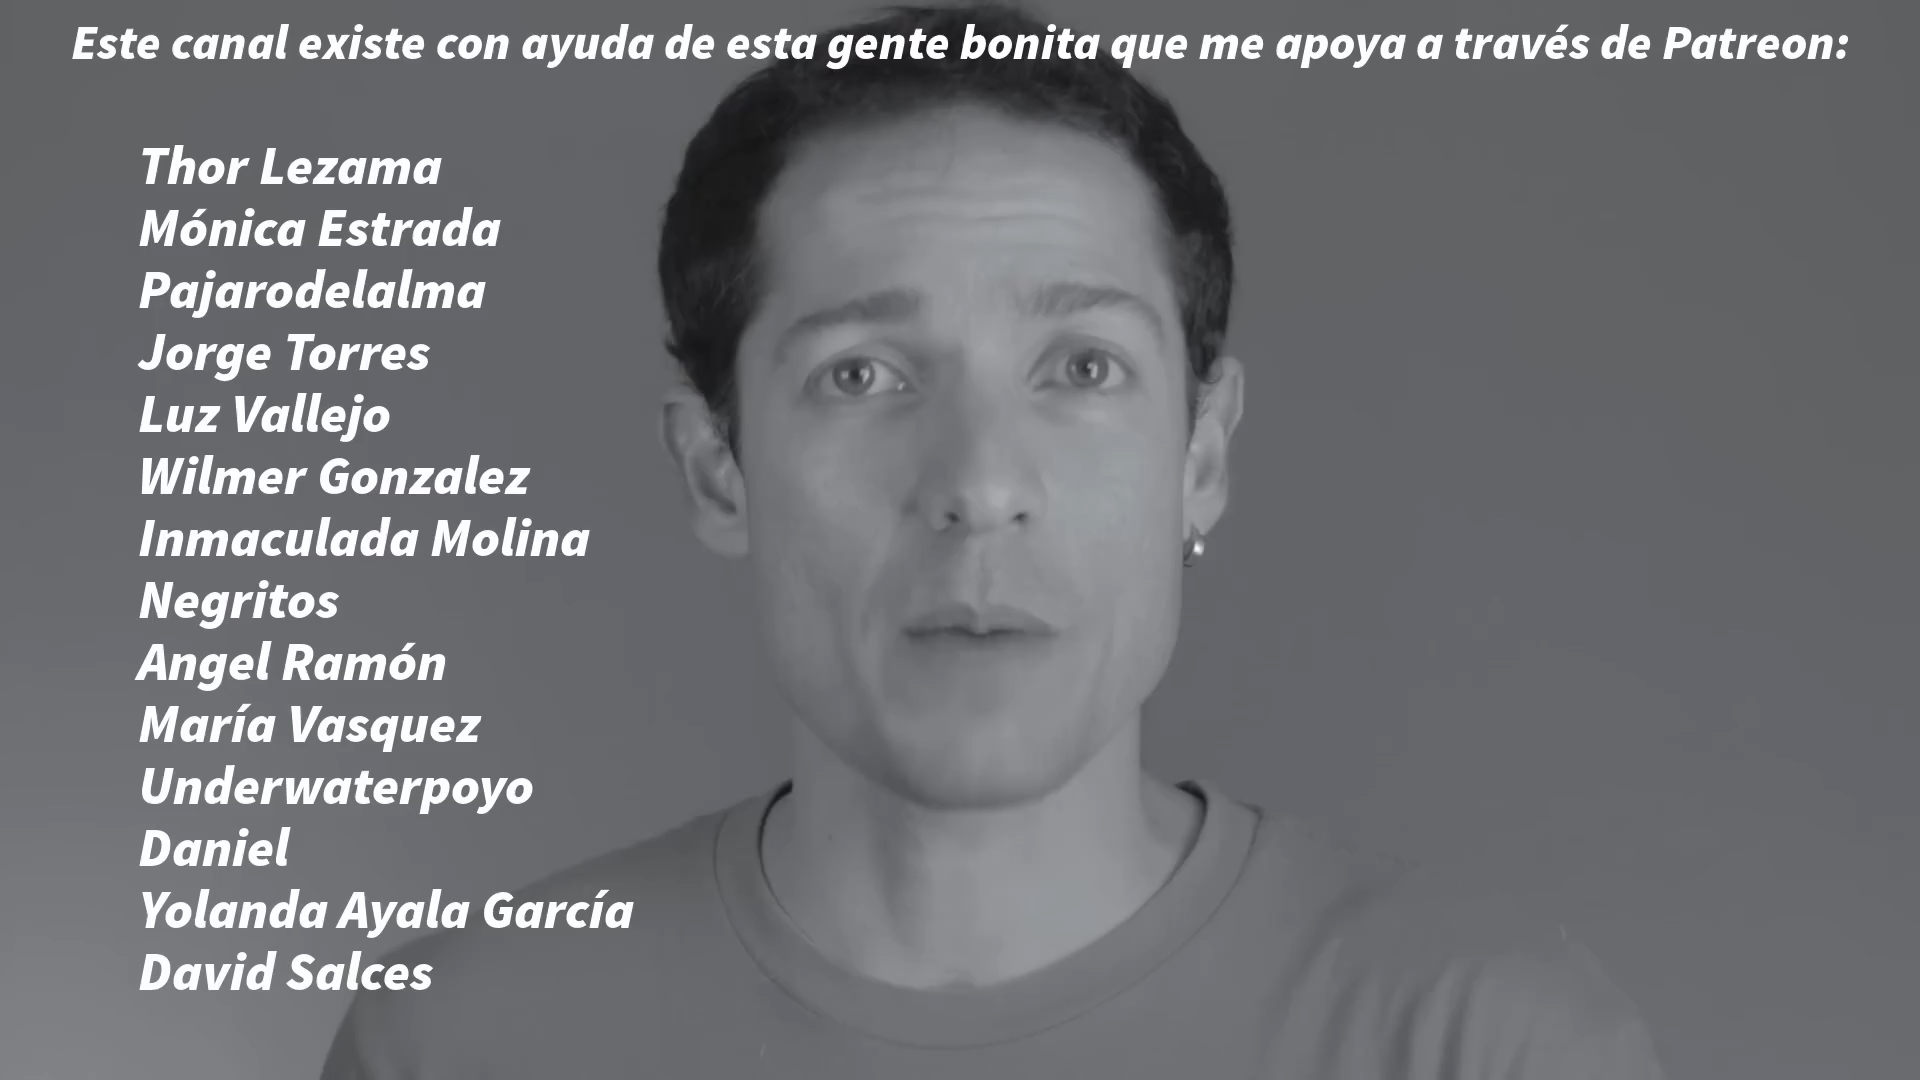 Este canal existe con ayuda de esta gente bonita que me apoya a través de Patreon:
Thor Lezama
Mónica Estrada
Pajarodelalma
Jorge Torres
Luz Vallejo
Wilmer Gonzalez
Inmaculada Molina
Negritos
Angel Ramón
María Vasquez
Underwaterpoyo
Daniel
Yolanda Ayala García
David Salces